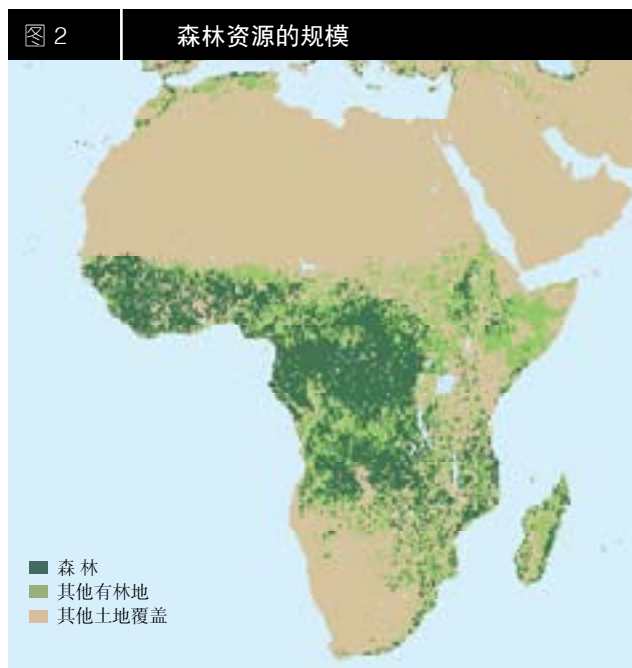 图 2
森林资源的规模
森 林
其他有林地
其他土地覆盖